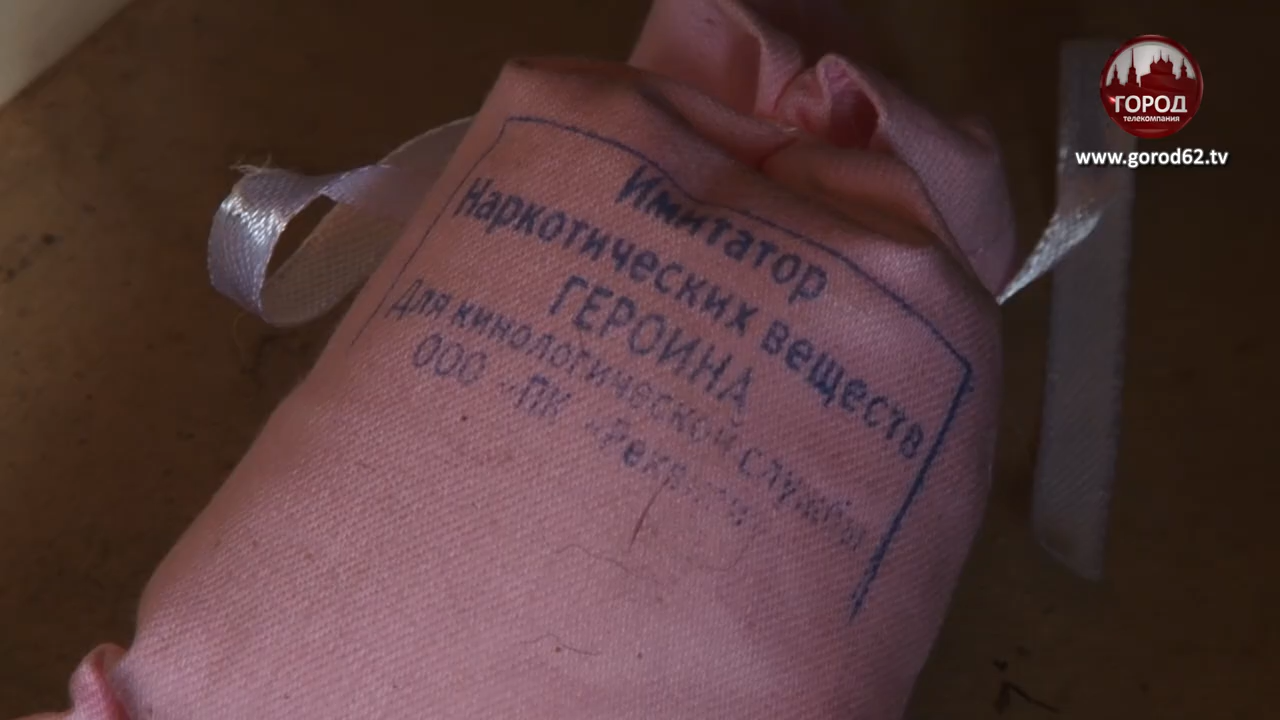 ГОРОД
телекомпания
www.gorod62.tv
Имитатор
Наркотических веществ
ГЕРОИНА
Для кинологической службы
ООО «ПК